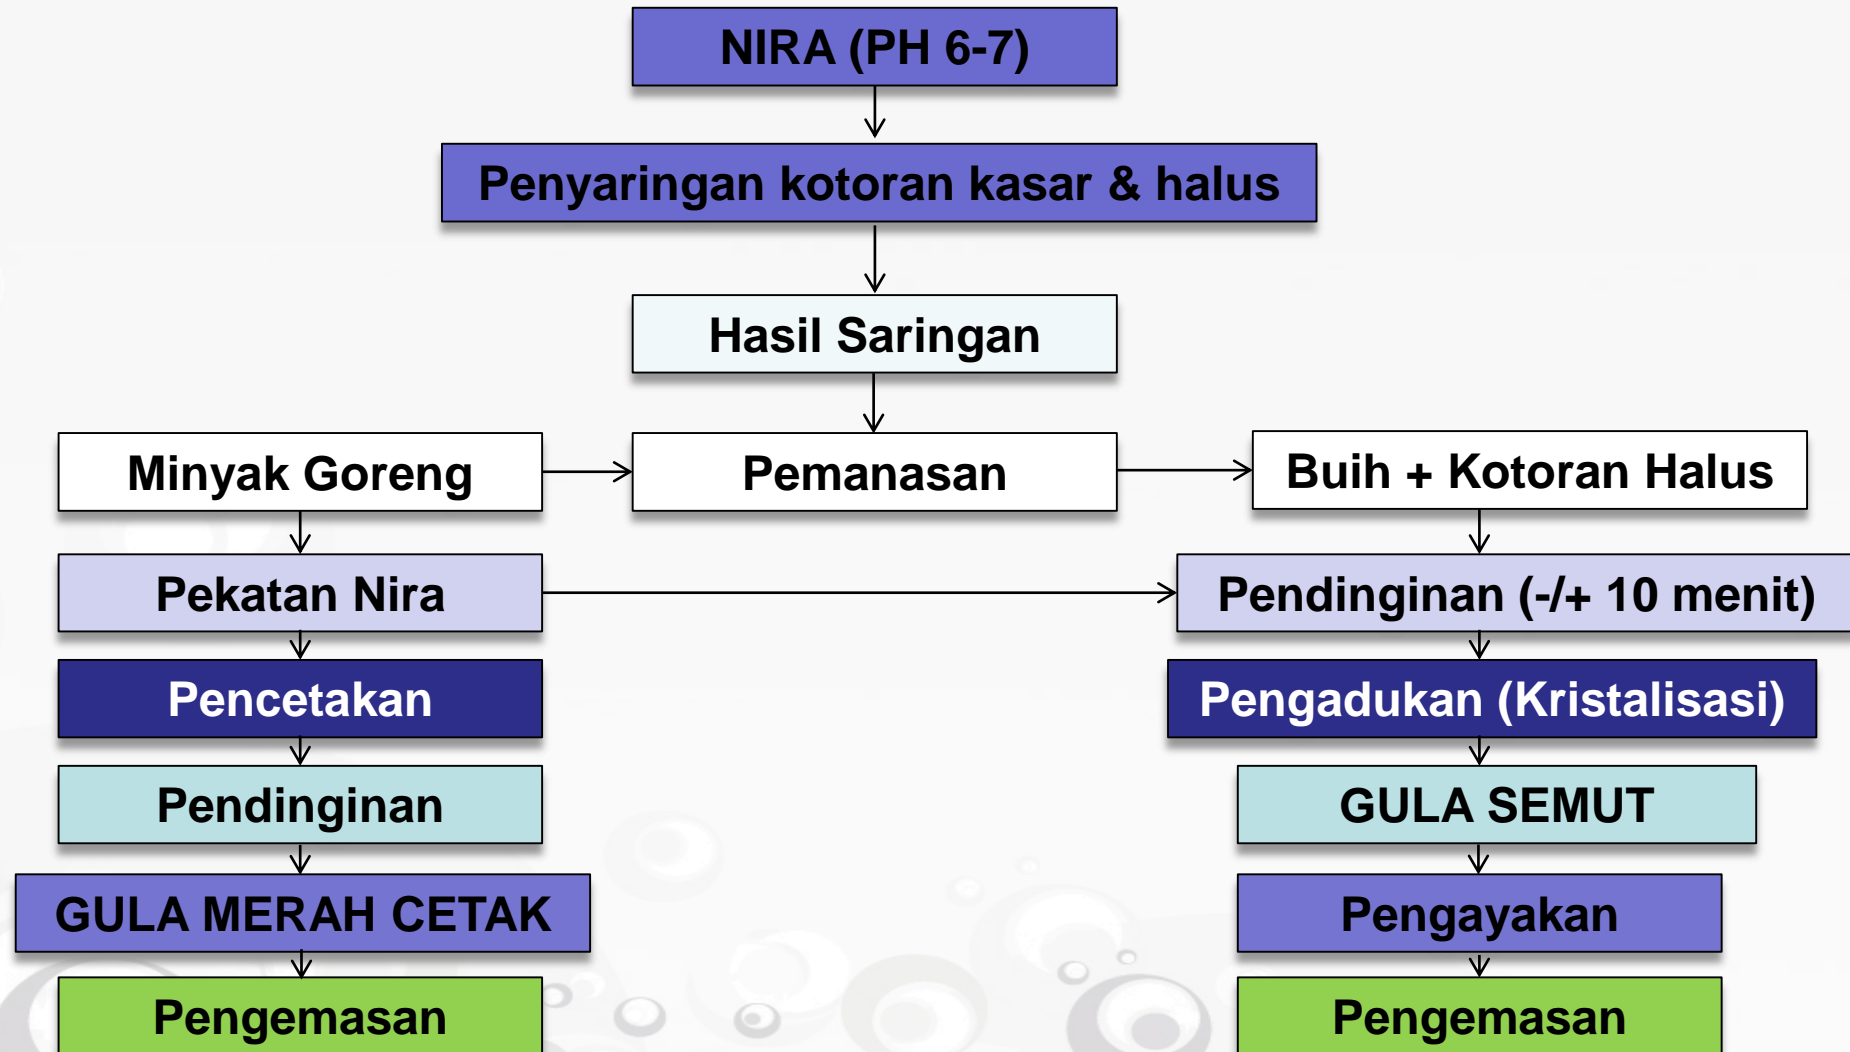 NIRA (PH 6-7)
Penyaringan kotoran kasar & halus
Hasil Saringan
Minyak Goreng
Pemanasan
Buih + Kotoran Halus
Pekatan Nira
Pendinginan (-/+ 10 menit)
Pencetakan
Pengadukan (Kristalisasi)
Pendinginan
GULA SEMUT
GULA MERAH CETAK
Pengayakan
Pengemasan
Pengemasan